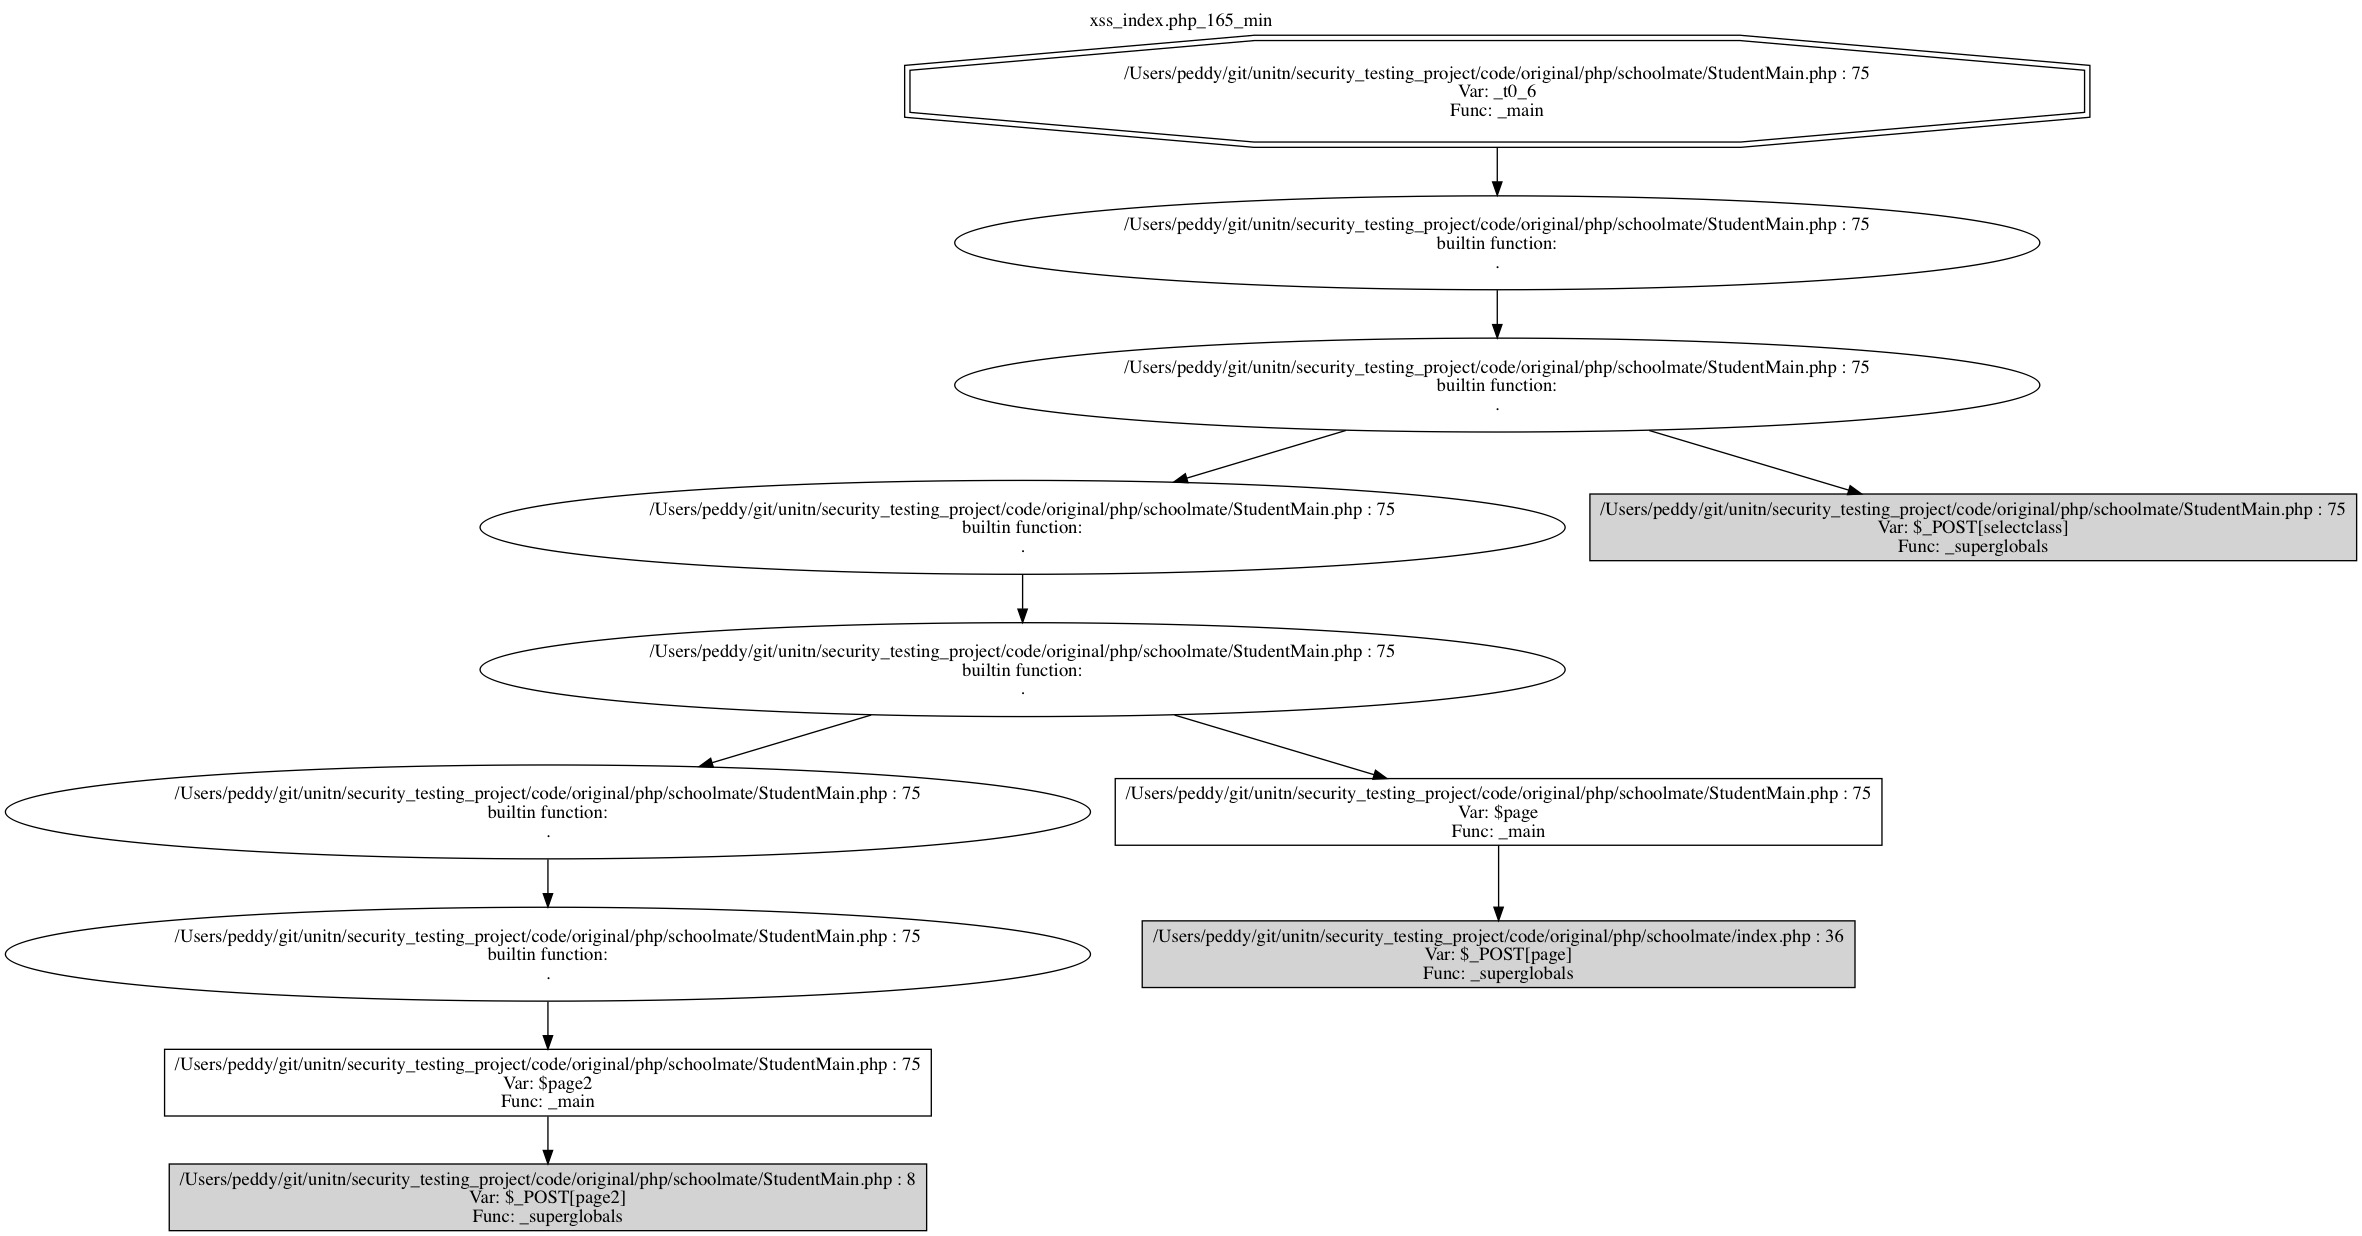 xss_index.php_165_min
/Users/peddy/git/unitn/security_testing_project/code/original/php/schoolmate/StudentMain.php : 75
Var: _t0_6
Func: _main
/Users/peddy/git/unitn/security_testing_project/code/original/php/schoolmate/StudentMain.php : 75
builtin function:
.
/Users/peddy/git/unitn/security_testing_project/code/original/php/schoolmate/StudentMain.php : 75
builtin function:
.
/Users/peddy/git/unitn/security_testing_project/code/original/php/schoolmate/StudentMain.php : 75
builtin function:
.
/Users/peddy/git/unitn/security_testing_project/code/original/php/schoolmate/StudentMain.php : 75
Var: $_POST[selectclass]
Func: _superglobals
/Users/peddy/git/unitn/security_testing_project/code/original/php/schoolmate/StudentMain.php : 75
builtin function:
.
/Users/peddy/git/unitn/security_testing_project/code/original/php/schoolmate/StudentMain.php : 75
builtin function:
.
/Users/peddy/git/unitn/security_testing_project/code/original/php/schoolmate/StudentMain.php : 75
Var: $page
Func: _main
/Users/peddy/git/unitn/security_testing_project/code/original/php/schoolmate/StudentMain.php : 75
builtin function:
.
/Users/peddy/git/unitn/security_testing_project/code/original/php/schoolmate/index.php : 36
Var: $_POST[page]
Func: _superglobals
/Users/peddy/git/unitn/security_testing_project/code/original/php/schoolmate/StudentMain.php : 75
Var: $page2
Func: _main
/Users/peddy/git/unitn/security_testing_project/code/original/php/schoolmate/StudentMain.php : 8
Var: $_POST[page2]
Func: _superglobals